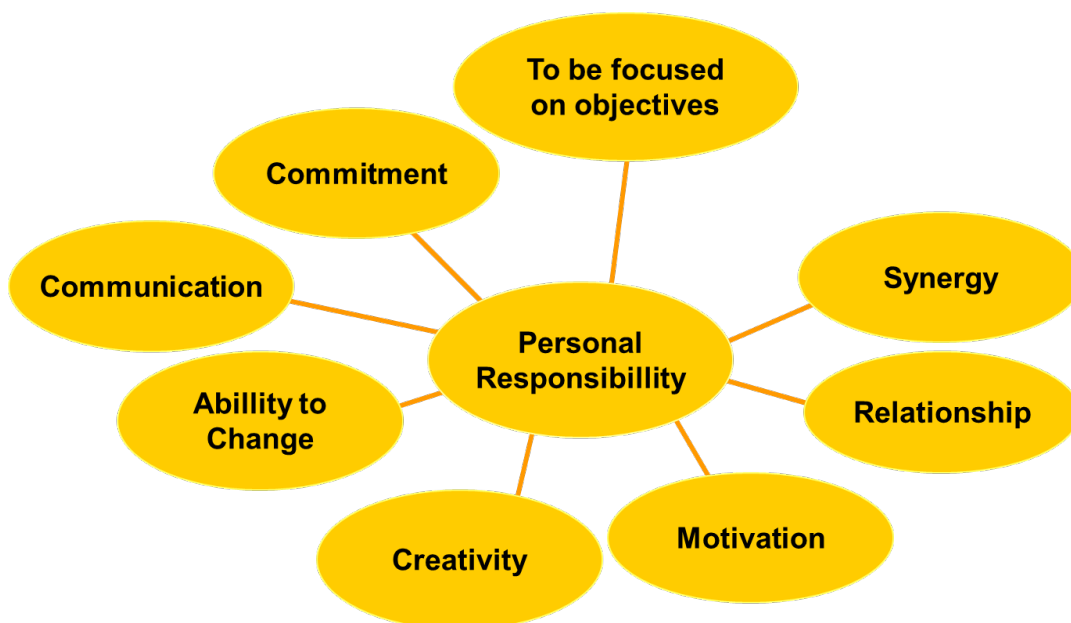 To be focused
on objectives
Commitment
Communication
Synergy
Personal
Responsibillity
Abillity to
Change
Relationship
Creativity
Motivation